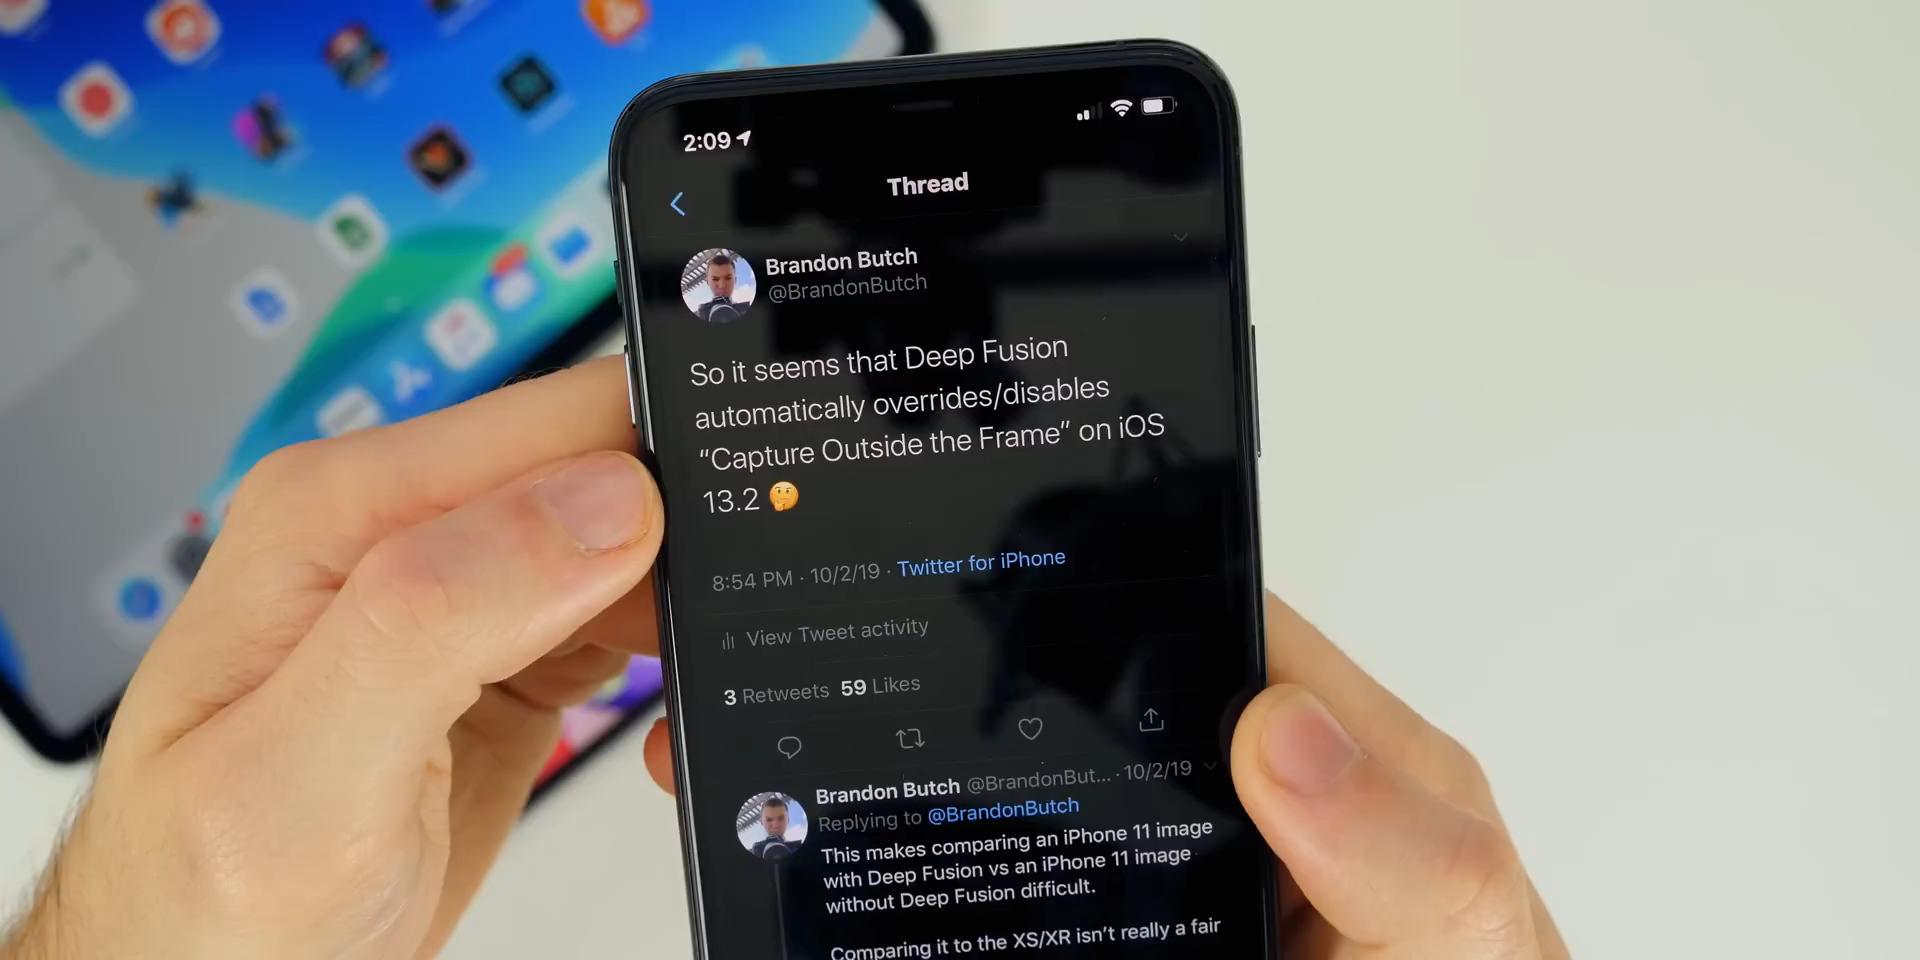 2:09
Thread
Brandon Butch
@BrandonButch
So it seems that Deep Fusion
automatically overrides/disables
“Capture Outside the Frame” on iOS
13.2 🤔
8:54 PM · 10/2/19 · Twitter for iPhone
View Tweet activity
3 Retweets 59 Likes
Brandon Butch @BrandonBut... · 10/2/19
Replying to @BrandonButch
This makes comparing an iPhone 11 image
with Deep Fusion vs an iPhone 11 image
without Deep Fusion difficult.
Comparing it to the XS/XR isn’t really a fair